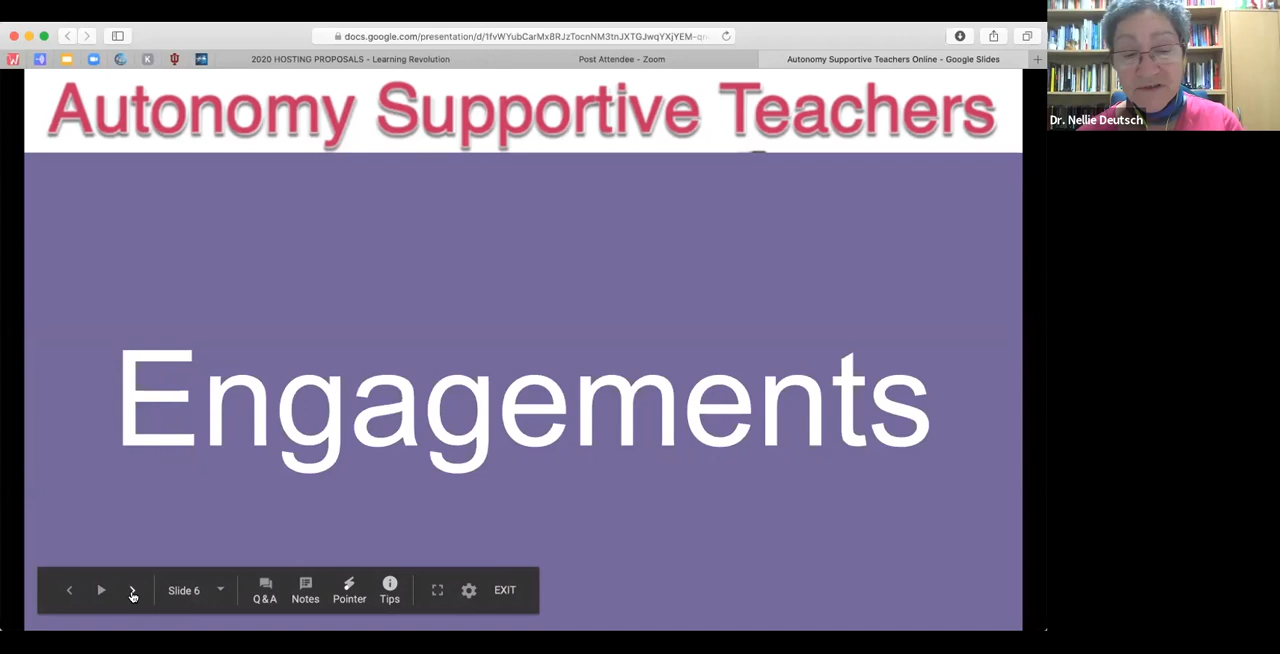 docs.google.com/presentation/d/1fvWYubCarMx8RJzTocnNM3tnJXTGJwqYXjYEM-qn
2020 HOSTING PROPOSALS - Learning Revolution
Post Attendee - Zoom
Autonomy Supportive Teachers Online - Google Slides
Autonomy Supportive Teachers
Dr. Nellie Deutsch
Engagements
Slide 6
Q&A
Notes
Pointer
Tips
EXIT